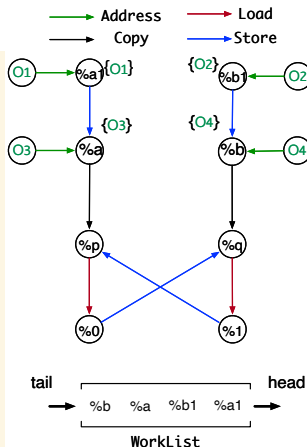 Address Load
Copy Store
O1 %a1 {O1} {O2} %b1 O2
{O3} {O4}
O3 %a %b O4
%p %q
%0 %1
tail head
%b %a %b1 %a1
WorkList